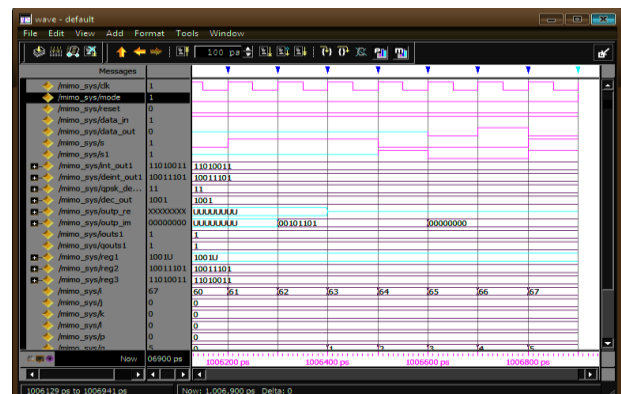 wave - default
File Edit View Add Format Tools Window
100 ps
Messages
/mimo_sys/clk 1
/mimo_sys/mode 1
/mimo_sys/reset 0
/mimo_sys/data_in 1
/mimo_sys/data_out 0
/mimo_sys/s 1
/mimo_sys/s1 1
/mimo_sys/int_out1 11010011 11010011
/mimo_sys/deint_out1 10011101 10011101
/mimo_sys/qpsk_de... 11 11
/mimo_sys/dec_out 1001 1001
/mimo_sys/outp_re XXXXXXXX UUUUUUUU
/mimo_sys/outp_im 00000000 UUUUUUUU 00101101 00000000
/mimo_sys/iouts1 1 1
/mimo_sys/qouts1 1 1
/mimo_sys/reg1 1001U 1001U
/mimo_sys/reg2 10011101 10011101
/mimo_sys/reg3 11010011 11010011
/mimo_sys/i 67 60 61 62 63 64 65 66 67
/mimo_sys/j 0 0
/mimo_sys/k 0 0
/mimo_sys/l 0 0
/mimo_sys/p 0 0
Now 06900 ps 1006200 ps 1006400 ps 1006600 ps 1006800 ps
1006129 ps to 1006941 ps Now: 1,006,900 ps Delta: 0